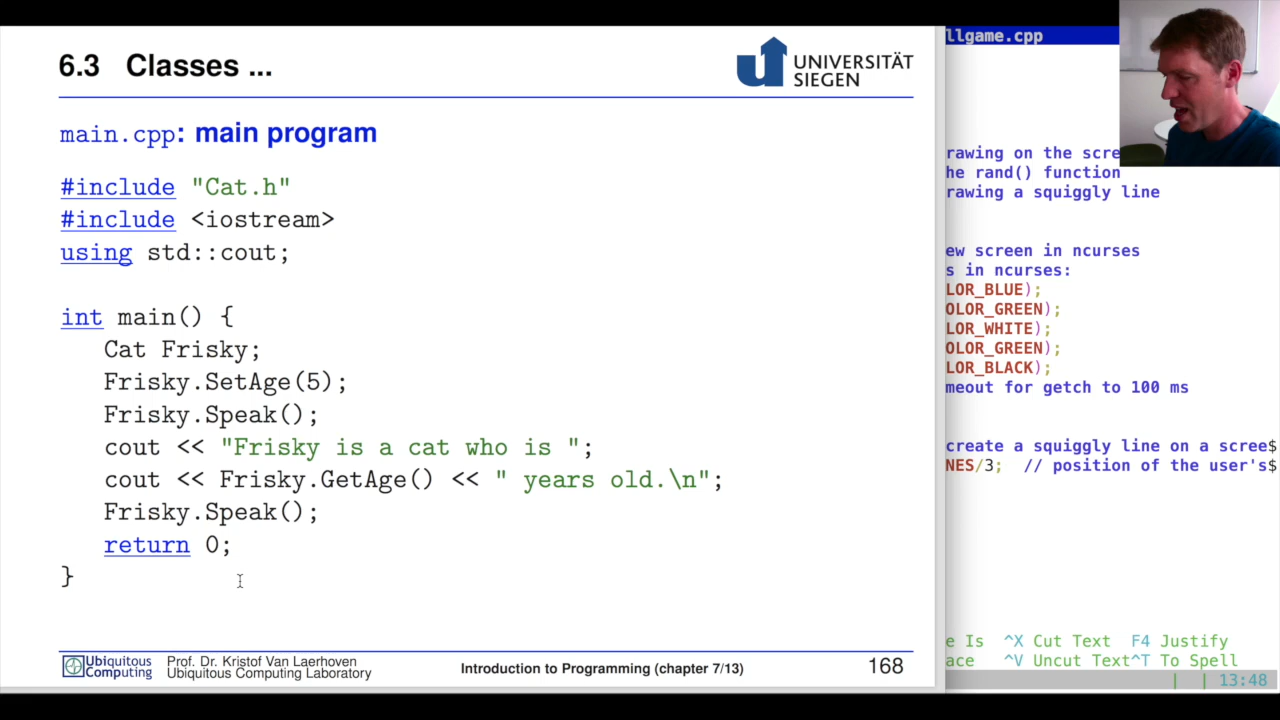 6.3 Classes ...
UNIVERSITÄT
SIEGEN
main.cpp: main program
#include "Cat.h"
#include <iostream>
using std::cout;
int main() {
Cat Frisky;
Frisky.SetAge(5);
Frisky.Speak();
cout << "Frisky is a cat who is ";
cout << Frisky.GetAge() << " years old.\n";
Frisky.Speak();
return 0;
}
Ubiquitous
Computing
Prof. Dr. Kristof Van Laerhoven
Ubiquitous Computing Laboratory
Introduction to Programming (chapter 7/13)
168
llgame.cpp
rawing on the scre
he rand() function
rawing a squiggly line
ew screen in ncurses
s in ncurses:
LOR_BLUE);
OLOR_GREEN);
LOR_WHITE);
OLOR_GREEN);
LOR_BLACK);
meout for getch to 100 ms
create a squiggly line on a scree$
NES/3; // position of the user's$
e Is ^X Cut Text F4 Justify
ace ^V Uncut Text ^T To Spell
| | 13:48